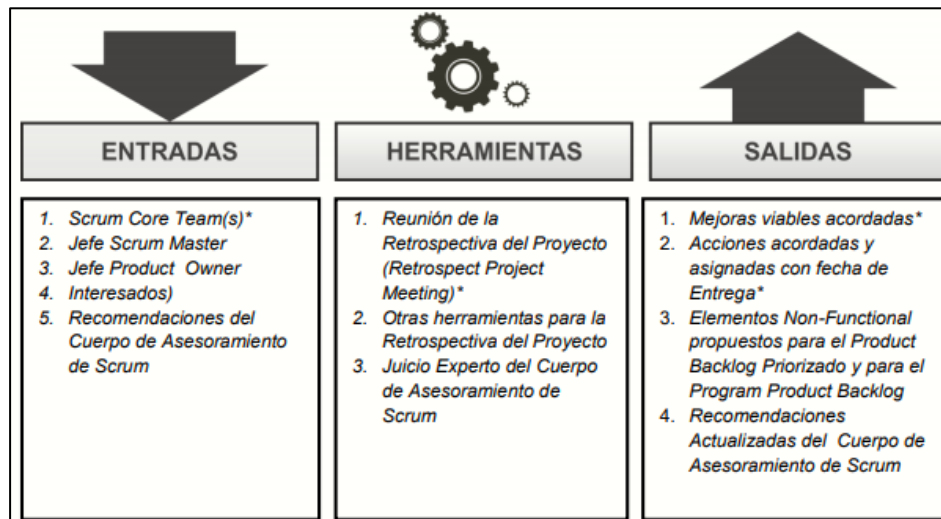 ENTRADAS
1. Scrum Core Team(s)*
2. Jefe Scrum Master
3. Jefe Product Owner
4. Interesados)
5. Recomendaciones del
Cuerpo de Asesoramiento
de Scrum
HERRAMIENTAS
1. Reunión de la
Retrospectiva del Proyecto
(Retrospect Project
Meeting)*
2. Otras herramientas para la
Retrospectiva del Proyecto
3. Juicio Experto del Cuerpo
de Asesoramiento de
Scrum
SALIDAS
1. Mejoras viables acordadas*
2. Acciones acordadas y
asignadas con fecha de
Entrega*
3. Elementos Non-Functional
propuestos para el Product
Backlog Priorizado y para el
Program Product Backlog
4. Recomendaciones
Actualizadas del Cuerpo de
Asesoramiento de Scrum